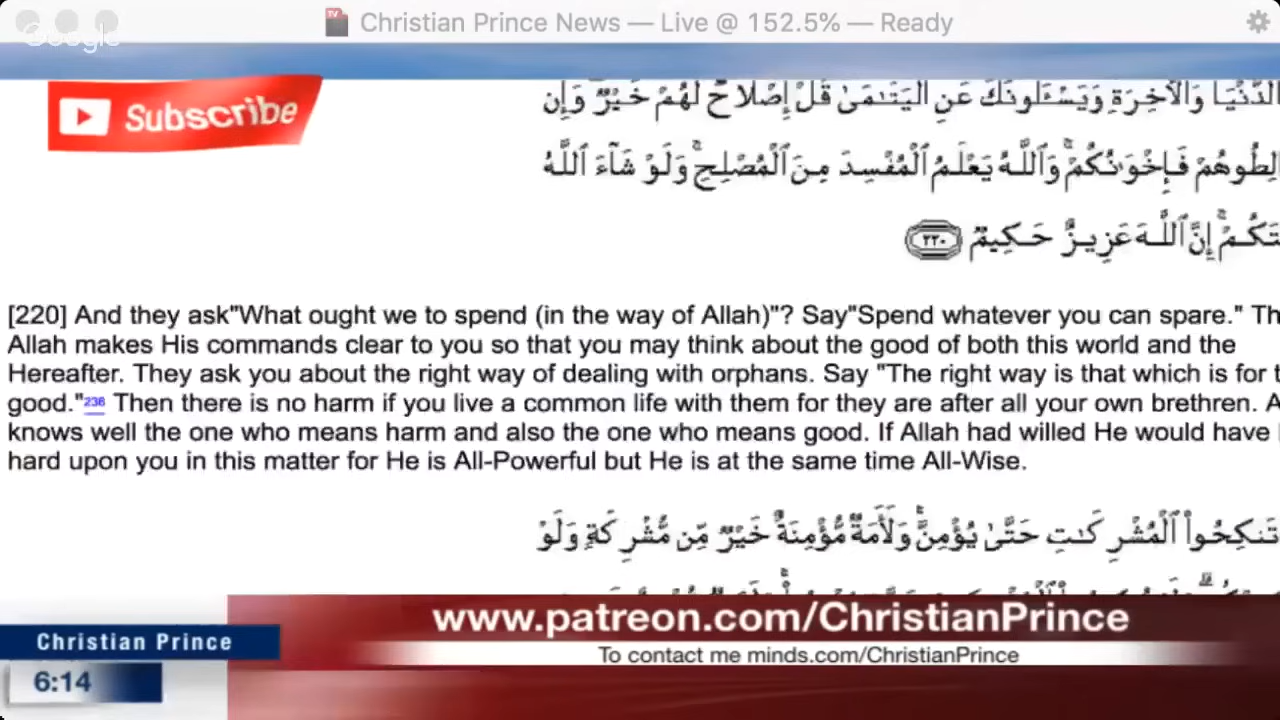 Christian Prince News — Live @ 152.5% — Ready
Google
Subscribe
الدُّنْيَا وَالْآخِرَةِ وَيَسْـَٔلُونَكَ عَنِ الْيَتَـٰمَىٰ قُلْ إِصْلَاحٌ لَهُمْ خَيْرٌ وَإِن
وَٱللَّـهُ يَعْلَمُ ٱلْمُفْسِدَ مِنَ ٱلْمُصْلِحِ ۚ وَلَوْ شَآءَ ٱللَّهُ
إِنَّ ٱللَّـهَ عَزِيزٌ حَكِيمٌ ٢٢٠
[220] And they ask"What ought we to spend (in the way of Allah)"? Say"Spend whatever you can spare."
Allah makes His commands clear to you so that you may think about the good of both this world and the
Hereafter. They ask you about the right way of dealing with orphans. Say "The right way is that which is for
good."236 Then there is no harm if you live a common life with them for they are after all your own brethren.
knows well the one who means harm and also the one who means good. If Allah had willed He would have
hard upon you in this matter for He is All-Powerful but He is at the same time All-Wise.
ٱلْمُشْرِكَـٰتِ حَتَّىٰ يُؤْمِنَّ ۚ وَلَأَمَةٌ مُّؤْمِنَةٌ خَيْرٌ مِّن مُّشْرِكَةٍ وَلَوْ
www.patreon.com/ChristianPrince
Christian Prince
To contact me minds.com/ChristianPrince
6:14